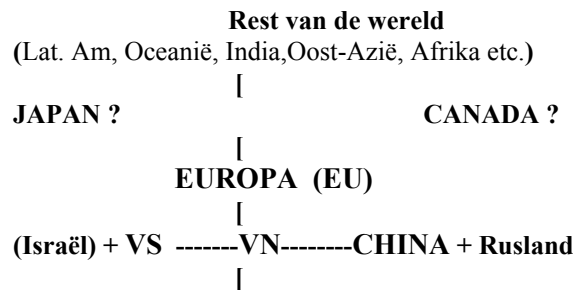 Rest van de wereld
(Lat. Am, Oceanië, India,Oost-Azië, Afrika etc.)
[
JAPAN ? CANADA ?
[
EUROPA (EU)
[
(Israël) + VS -------VN--------CHINA + Rusland
[